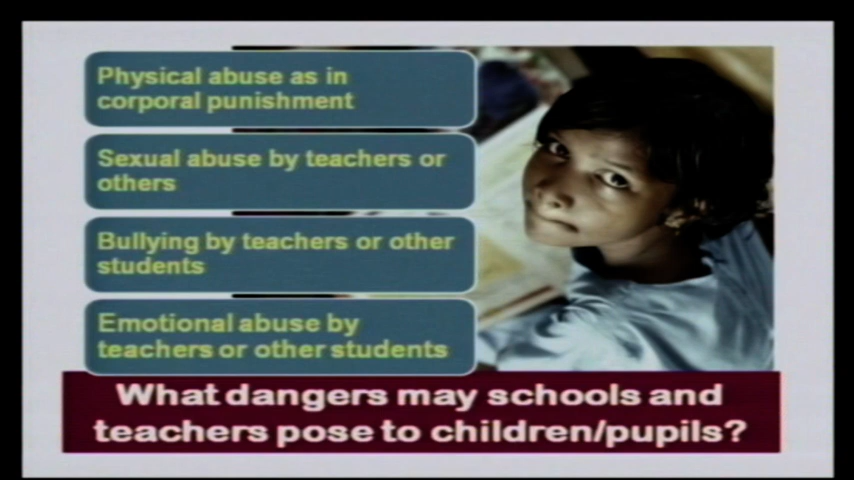 Physical abuse as in
corporal punishment
Sexual abuse by teachers or
others
Bullying by teachers or other
students
Emotional abuse by
teachers or other students
What dangers may schools and
teachers pose to children/pupils?